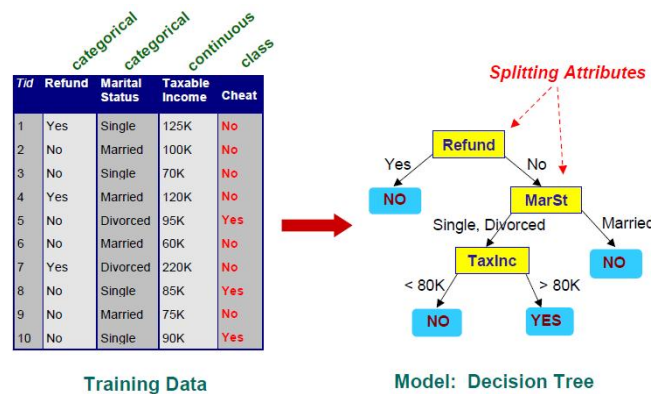 categorical
categorical
continuous
class
Tid Refund Marital Status Taxable Income Cheat
1 Yes Single 125K No
2 No Married 100K No
3 No Single 70K No
4 Yes Married 120K No
5 No Divorced 95K Yes
6 No Married 60K No
7 Yes Divorced 220K No
8 No Single 85K Yes
9 No Married 75K No
10 No Single 90K Yes
Training Data
Splitting Attributes
Refund
Yes No
NO MarSt
Single, Divorced Married
TaxInc NO
< 80K > 80K
NO YES
Model: Decision Tree